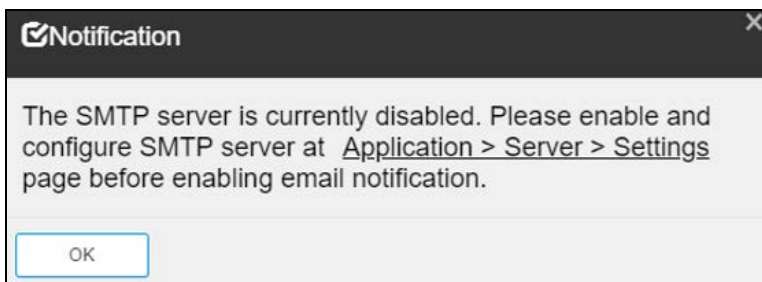 Notification
The SMTP server is currently disabled. Please enable and
configure SMTP server at Application > Server > Settings
page before enabling email notification.
OK